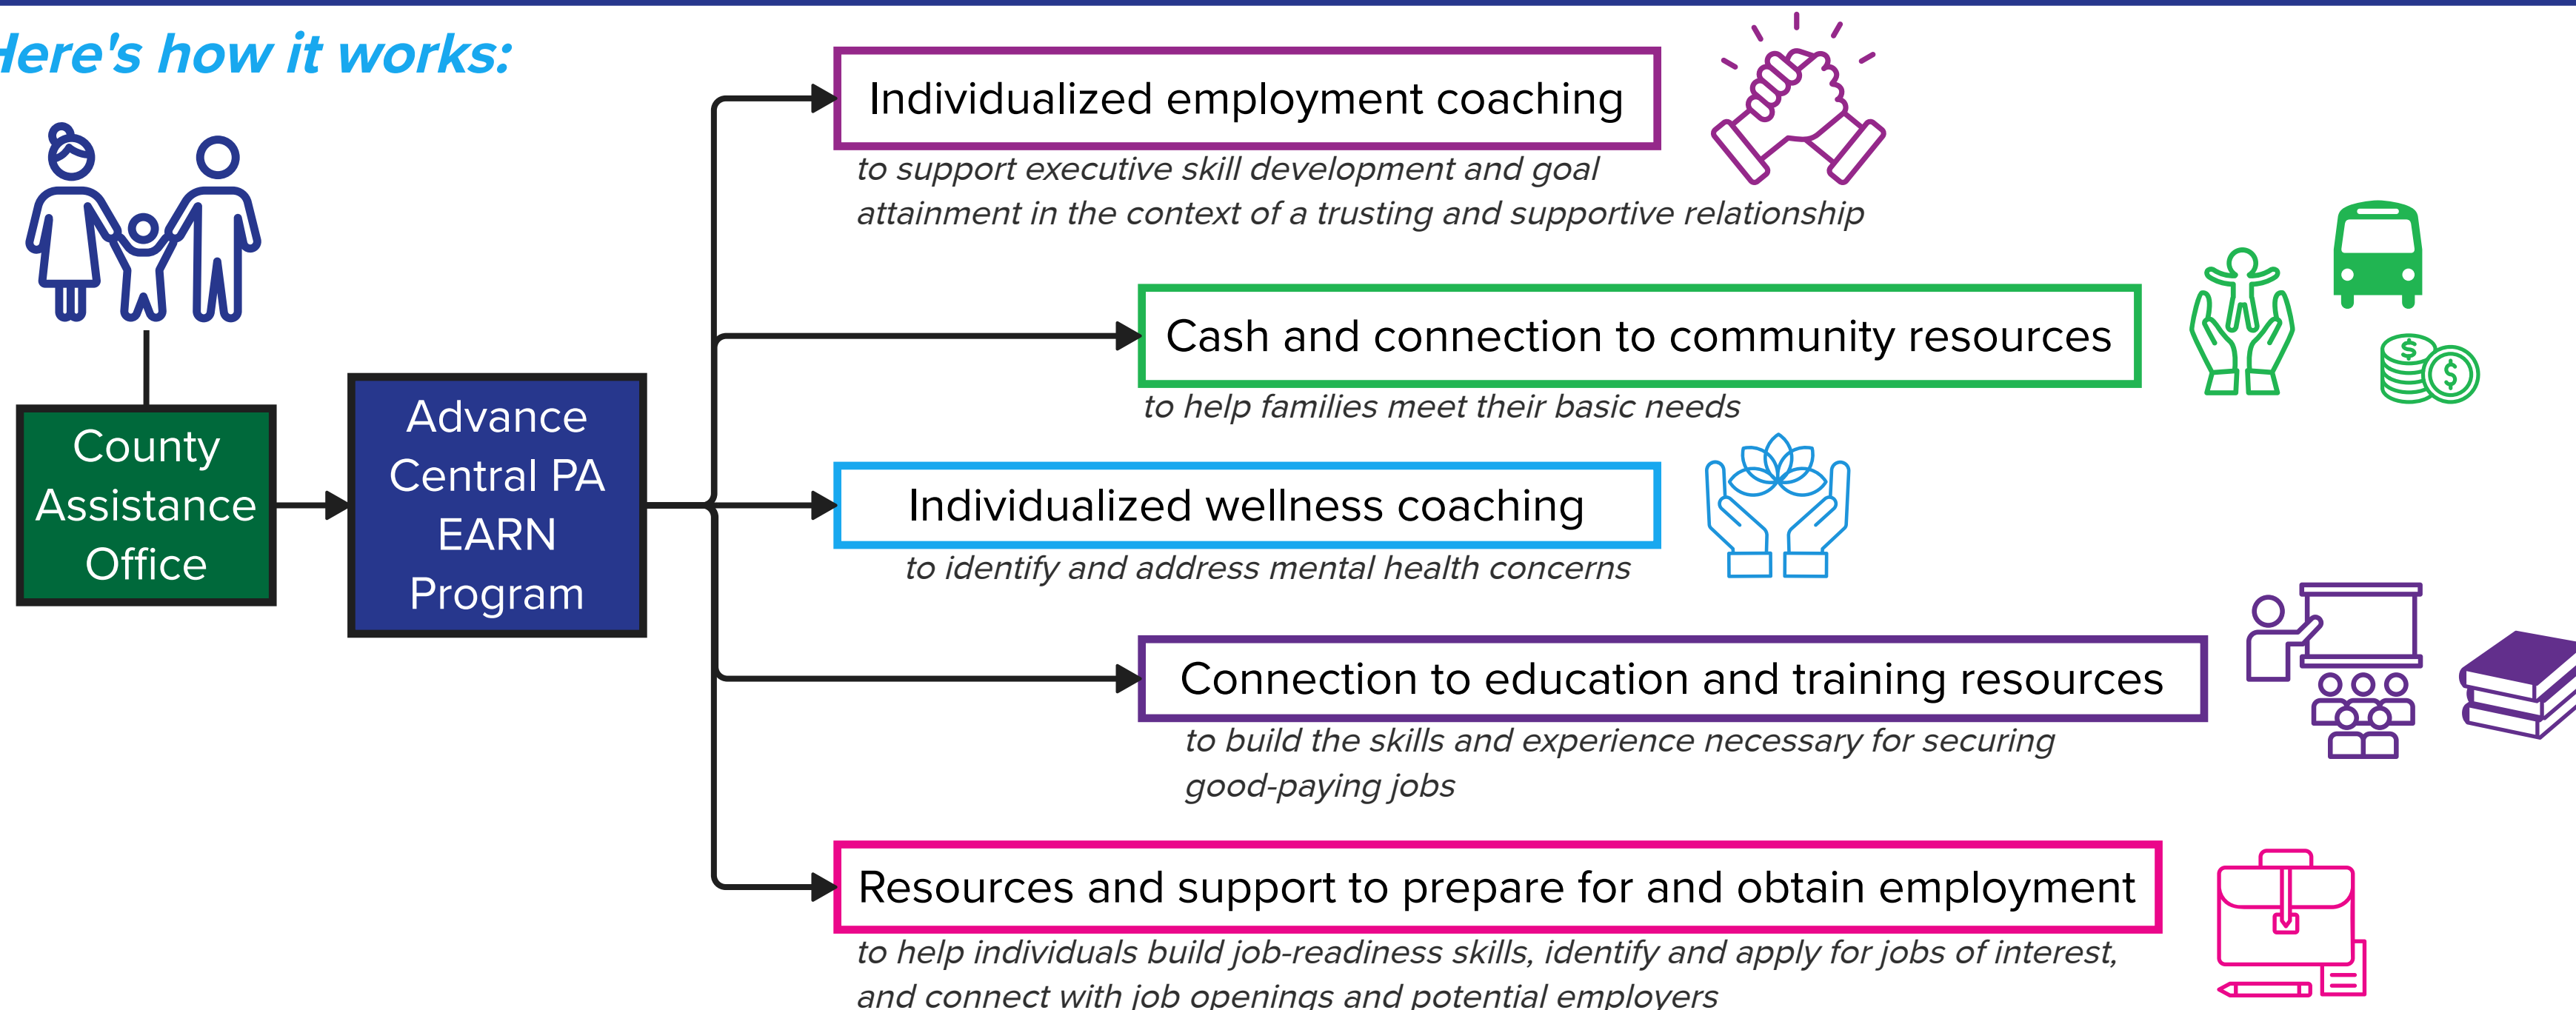 Here's how it works:
Individualized employment coaching
to support executive skill development and goal
attainment in the context of a trusting and supportive relationship
Cash and connection to community resources
to help families meet their basic needs
County
Assistance
Office
Advance
Central PA
EARN
Program
Individualized wellness coaching
to identify and address mental health concerns
Connection to education and training resources
to build the skills and experience necessary for securing
good-paying jobs
Resources and support to prepare for and obtain employment
to help individuals build job-readiness skills, identify and apply for jobs of interest,
and connect with job openings and potential employers
$
$